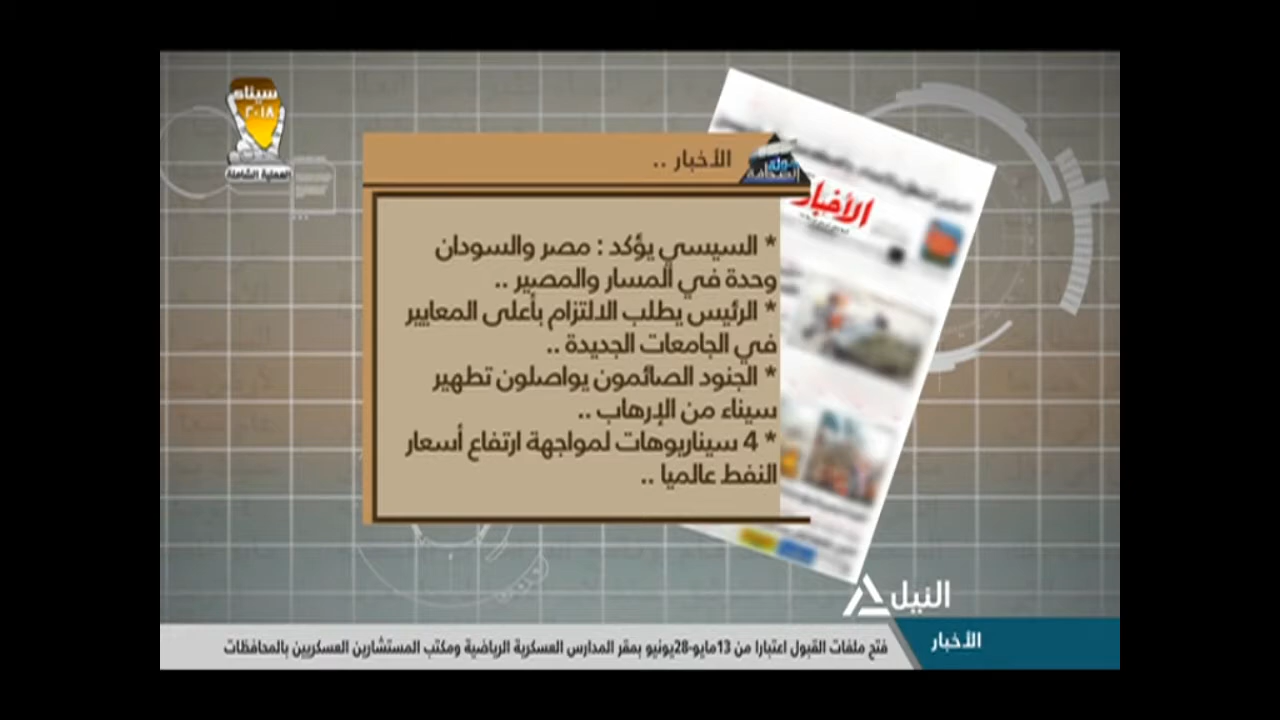 سيناء
٢٠١٨
العملية الشاملة
الأخبار ..
جولة
الصحافة
الأخبار
* السيسي يؤكد : مصر والسودان
وحدة في المسار والمصير ..
* الرئيس يطلب الالتزام بأعلى المعايير
في الجامعات الجديدة ..
* الجنود الصائمون يواصلون تطهير
سيناء من الإرهاب ..
* 4 سيناريوهات لمواجهة ارتفاع أسعار
النفط عالميا ..
النيل
الأخبار
فتح ملفات القبول اعتبارا من 13مايو-28يونيو بمقر المدارس العسكرية الرياضية ومكتب المستشارين العسكريين بالمحافظات